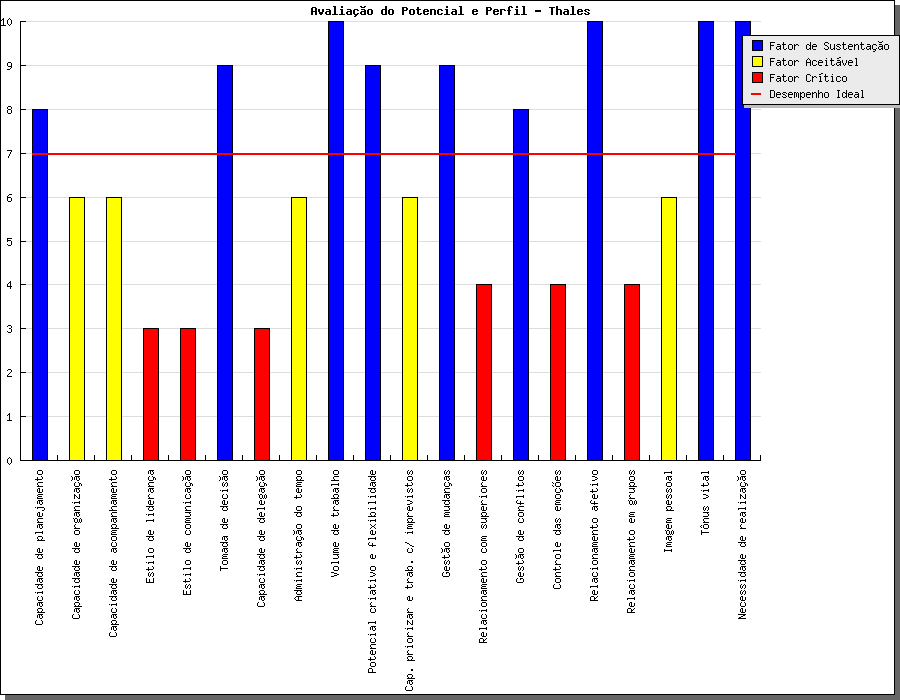 Avaliação do Potencial e Perfil - Thales
10
9
8
7
6
5
4
3
2
1
0
Fator de Sustentação
Fator Aceitável
Fator Crítico
Desempenho Ideal
Capacidade de planejamento
Capacidade de organização
Capacidade de acompanhamento
Estilo de liderança
Estilo de comunicação
Tomada de decisão
Capacidade de delegação
Administração do tempo
Volume de trabalho
Potencial criativo e flexibilidade
Cap. priorizar e trab. c/ imprevistos
Gestão de mudanças
Relacionamento com superiores
Gestão de conflitos
Controle das emoções
Relacionamento afetivo
Relacionamento em grupos
Imagem pessoal
Tônus vital
Necessidade de realização